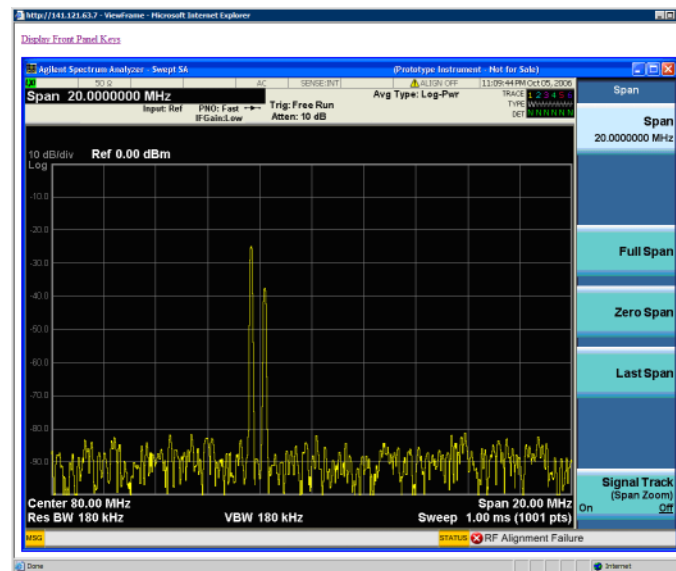 http://141.121.63.7 - ViewFrame - Microsoft Internet Explorer
Display Front Panel Keys
Agilent Spectrum Analyzer - Swept SA (Prototype Instrument - Not for Sale)
50 Ω AC SENSE:INT ALIGN OFF 11:09:44 PM Oct 05, 2006
Span 20.0000000 MHz
Input: Ref
PNO: Fast
IFGain:Low
Trig: Free Run
Atten: 10 dB
Avg Type: Log-Pwr
TRACE 1 2 3 4 5 6
TYPE
DET N N N N N N
10 dB/div Ref 0.00 dBm
Log
-10.0
-20.0
-30.0
-40.0
-50.0
-60.0
-70.0
-80.0
-90.0
Center 80.00 MHz Span 20.00 MHz
Res BW 180 kHz VBW 180 kHz Sweep 1.00 ms (1001 pts)
MSG STATUS RF Alignment Failure
Span
Span
20.0000000 MHz
Full Span
Zero Span
Last Span
Signal Track
(Span Zoom)
On Off
Done Internet